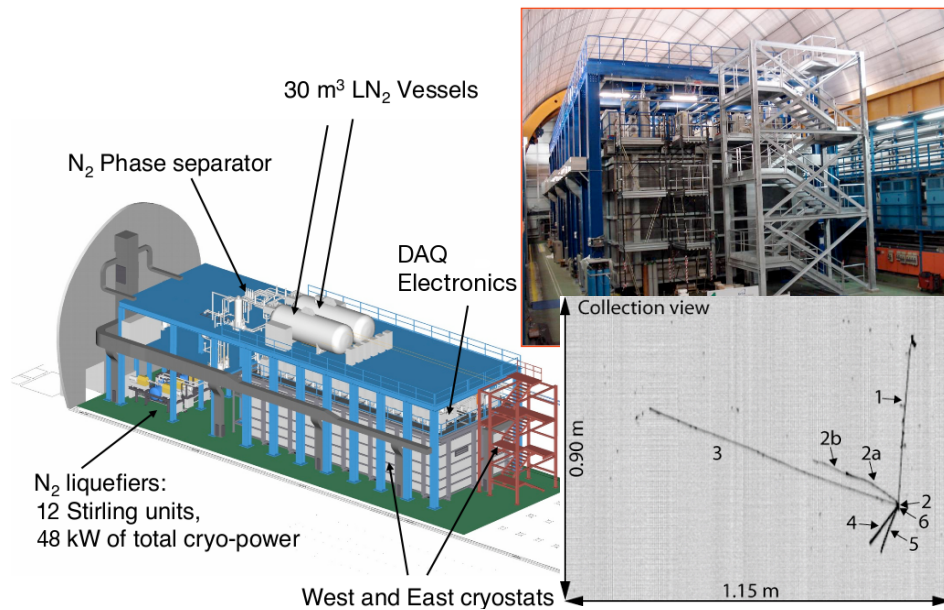 30 m³ LN₂ Vessels
N₂ Phase separator
DAQ
Electronics
N₂ liquefiers:
12 Stirling units,
48 kW of total cryo-power
West and East cryostats
Collection view
0.90 m
1.15 m
1
2b
2a
3
2
6
4
5